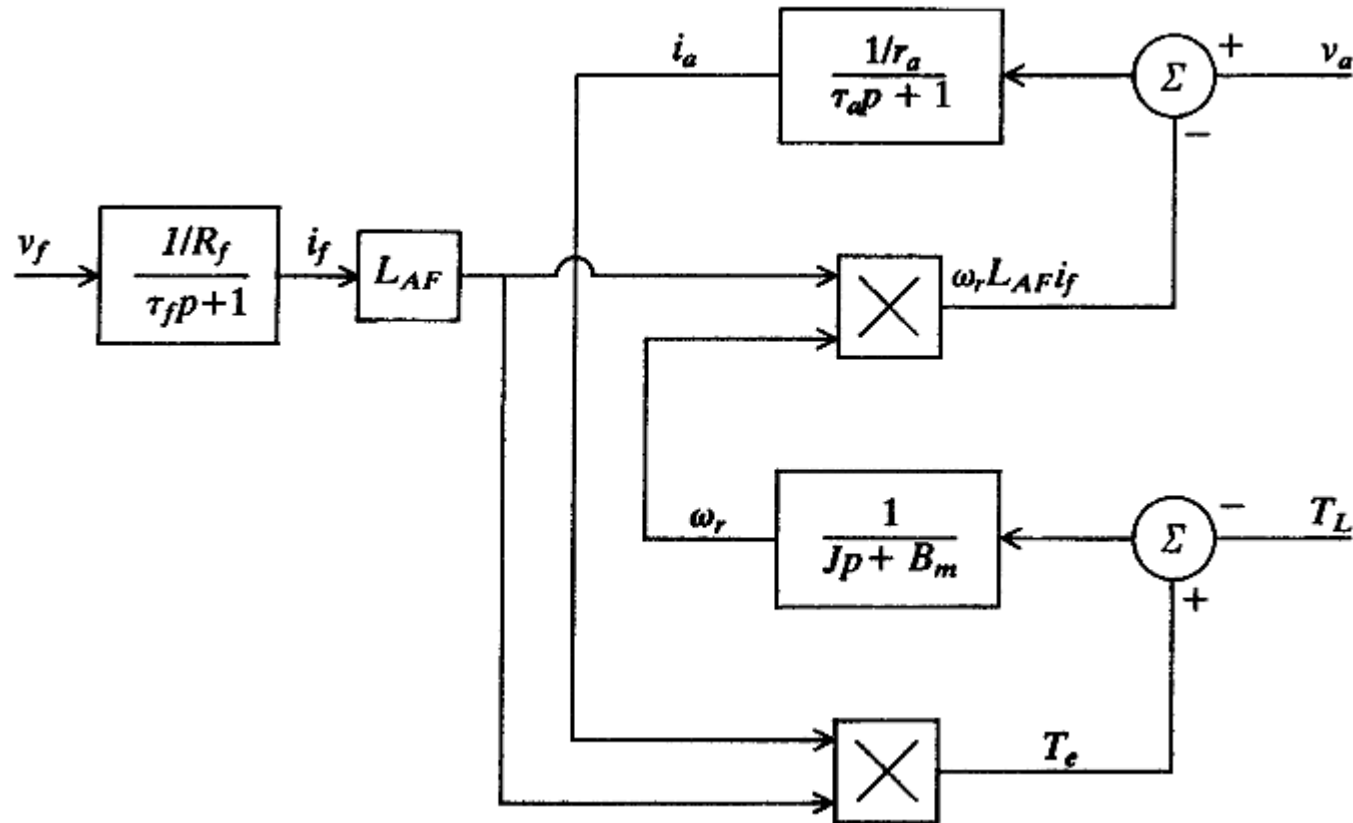 i_a
1/r_a
τ_a p + 1
Σ
+
v_a
−
v_f
1/R_f
τ_f p+1
i_f
L_AF
ω_r L_AF i_f
ω_r
1
Jp + B_m
Σ
−
T_L
+
T_e